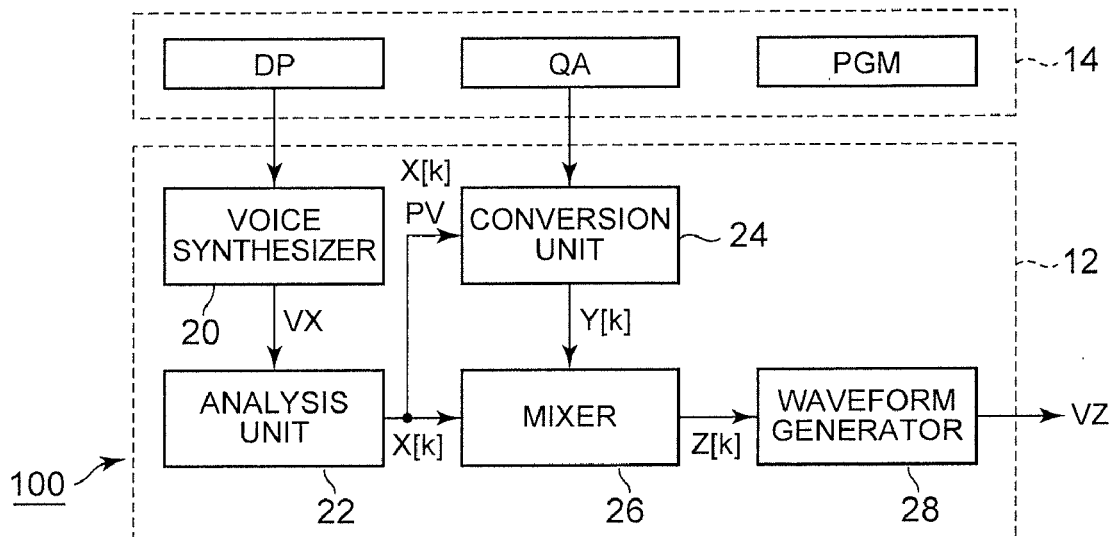 DP
QA
PGM
14
VOICE
SYNTHESIZER
20
X[k]
PV
CONVERSION
UNIT
24
12
VX
Y[k]
ANALYSIS
UNIT
22
X[k]
MIXER
26
Z[k]
WAVEFORM
GENERATOR
28
VZ
100